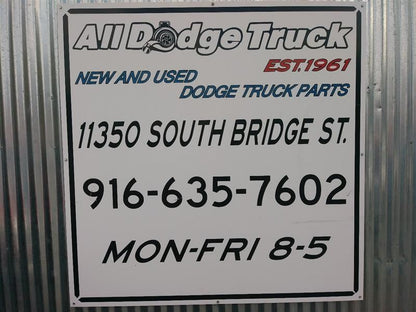 All Dodge Truck
EST.1961
NEW AND USED
DODGE TRUCK PARTS
11350 SOUTH BRIDGE ST.
916-635-7602
MON-FRI 8-5